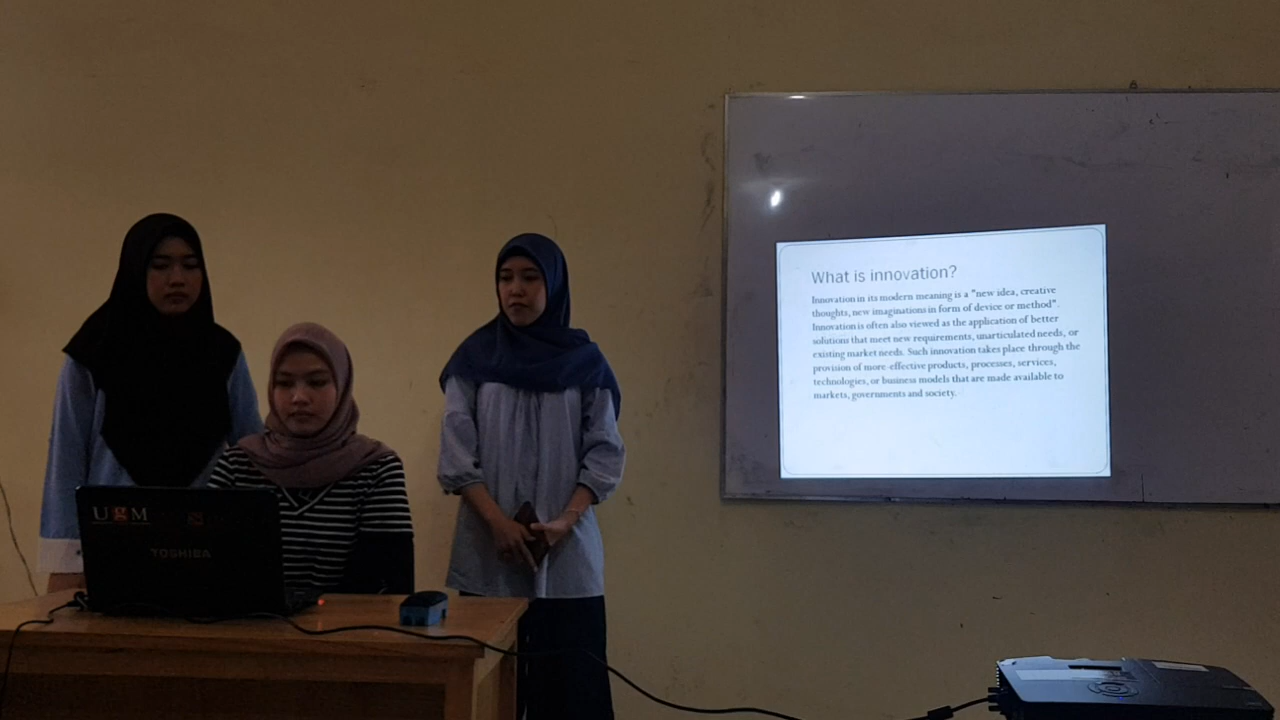 What is innovation?
Innovation in its modern meaning is a "new idea, creative
thoughts, new imaginations in form of device or method".
Innovation is often also viewed as the application of better
solutions that meet new requirements, unarticulated needs, or
existing market needs. Such innovation takes place through the
provision of more-effective products, processes, services,
technologies, or business models that are made available to
markets, governments and society.
UGM
TOSHIBA